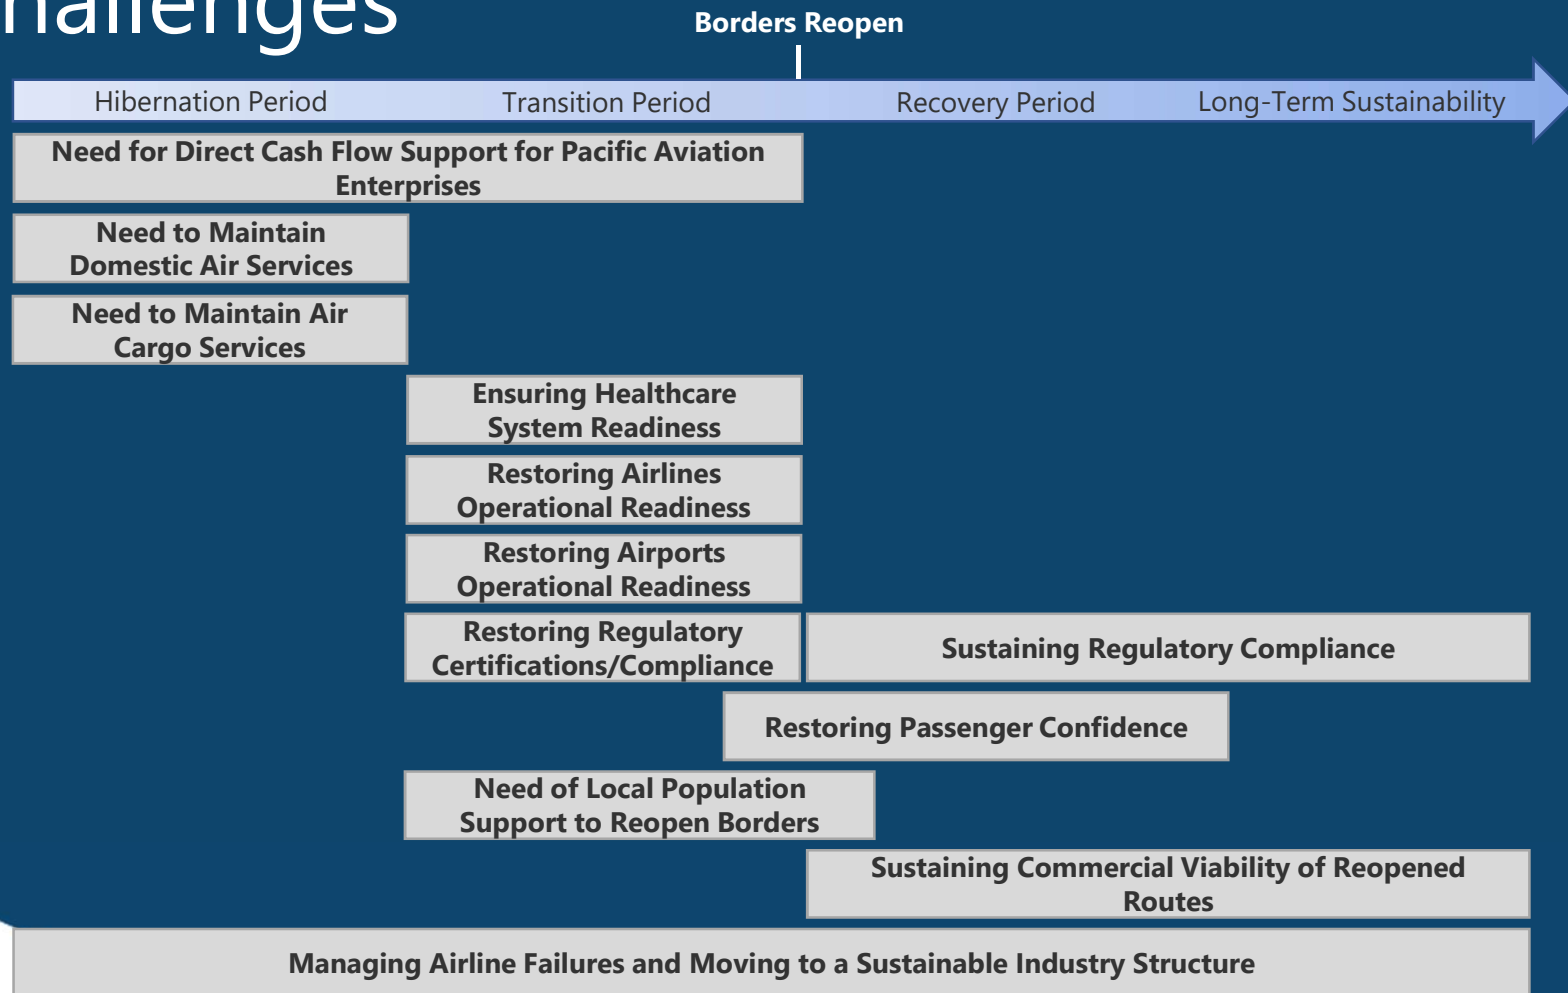 hallenges
Borders Reopen
Hibernation Period
Transition Period
Recovery Period
Long-Term Sustainability
Need for Direct Cash Flow Support for Pacific Aviation
Enterprises
Need to Maintain
Domestic Air Services
Need to Maintain Air
Cargo Services
Ensuring Healthcare
System Readiness
Restoring Airlines
Operational Readiness
Restoring Airports
Operational Readiness
Restoring Regulatory
Certifications/Compliance
Sustaining Regulatory Compliance
Restoring Passenger Confidence
Need of Local Population
Support to Reopen Borders
Sustaining Commercial Viability of Reopened
Routes
Managing Airline Failures and Moving to a Sustainable Industry Structure